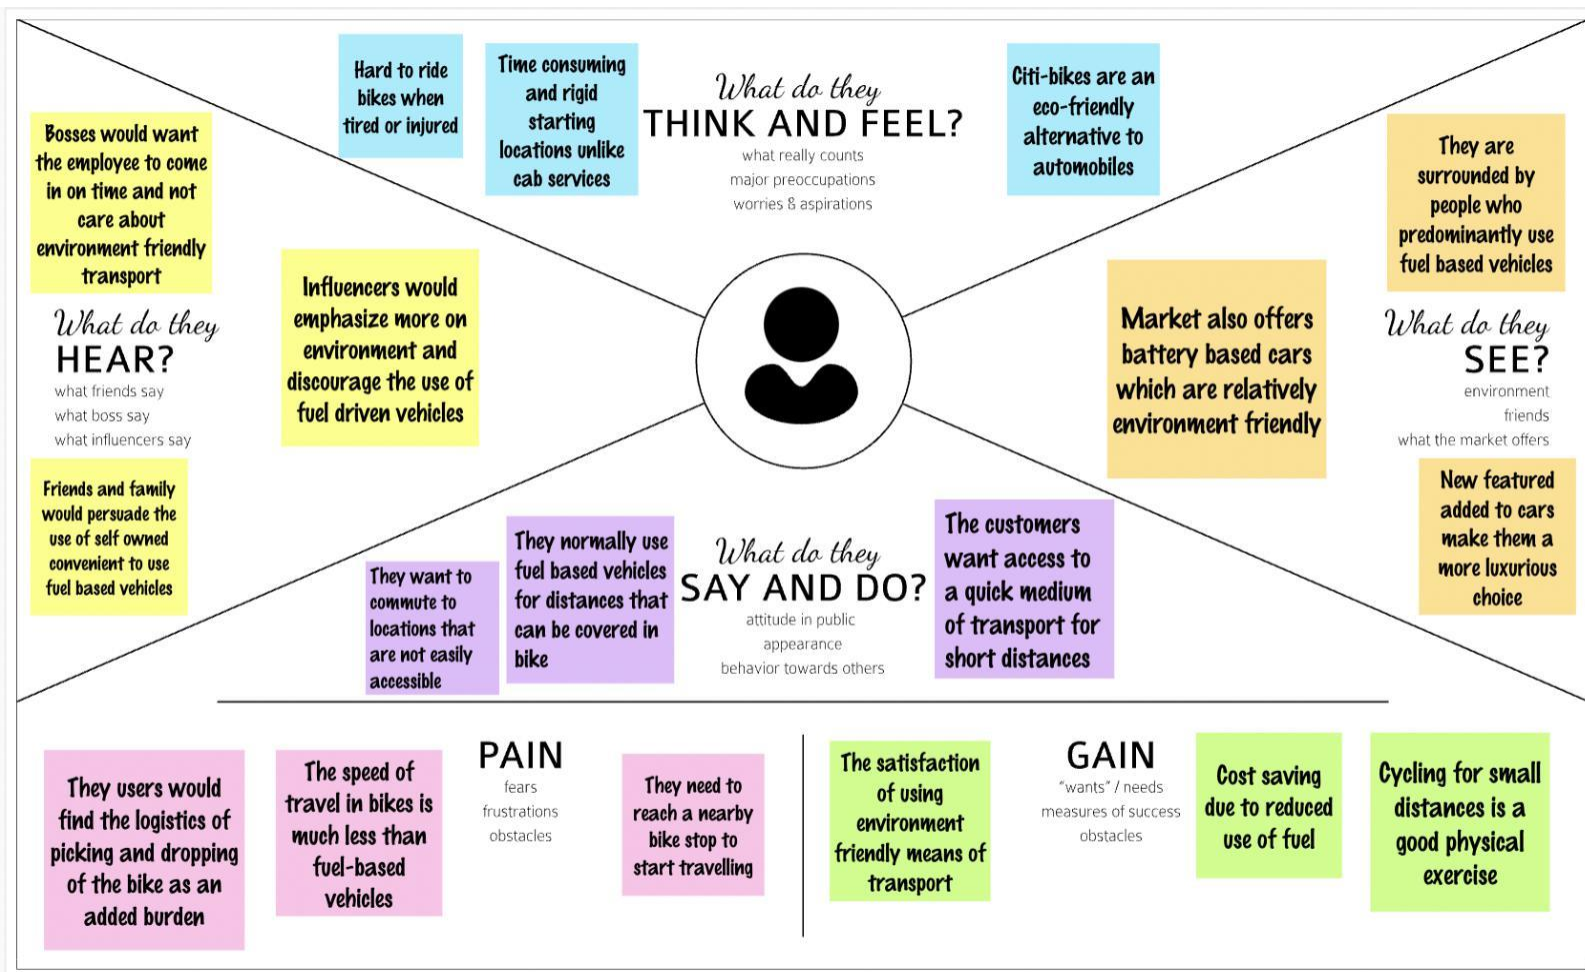 Hard to ride
bikes when
tired or injured
Time consuming
and rigid
starting
locations unlike
cab services
What do they
THINK AND FEEL?
what really counts
major preoccupations
worries & aspirations
Citi-bikes are an
eco-friendly
alternative to
automobiles
Bosses would want
the employee to come
in on time and not
care about
environment friendly
transport
Influencers would
emphasize more on
environment and
discourage the use of
fuel driven vehicles
What do they
HEAR?
what friends say
what boss say
what influencers say
Friends and family
would persuade the
use of self owned
convenient to use
fuel based vehicles
They are
surrounded by
people who
predominantly use
fuel based vehicles
Market also offers
battery based cars
which are relatively
environment friendly
What do they
SEE?
environment
friends
what the market offers
New featured
added to cars
make them a
more luxurious
choice
They want to
commute to
locations that
are not easily
accessible
They normally use
fuel based vehicles
for distances that
can be covered in
bike
What do they
SAY AND DO?
attitude in public
appearance
behavior towards others
The customers
want access to
a quick medium
of transport for
short distances
They users would
find the logistics of
picking and dropping
of the bike as an
added burden
The speed of
travel in bikes is
much less than
fuel-based
vehicles
PAIN
fears
frustrations
obstacles
They need to
reach a nearby
bike stop to
start travelling
The satisfaction
of using
environment
friendly means of
transport
GAIN
"wants" / needs
measures of success
obstacles
Cost saving
due to reduced
use of fuel
Cycling for small
distances is a
good physical
exercise